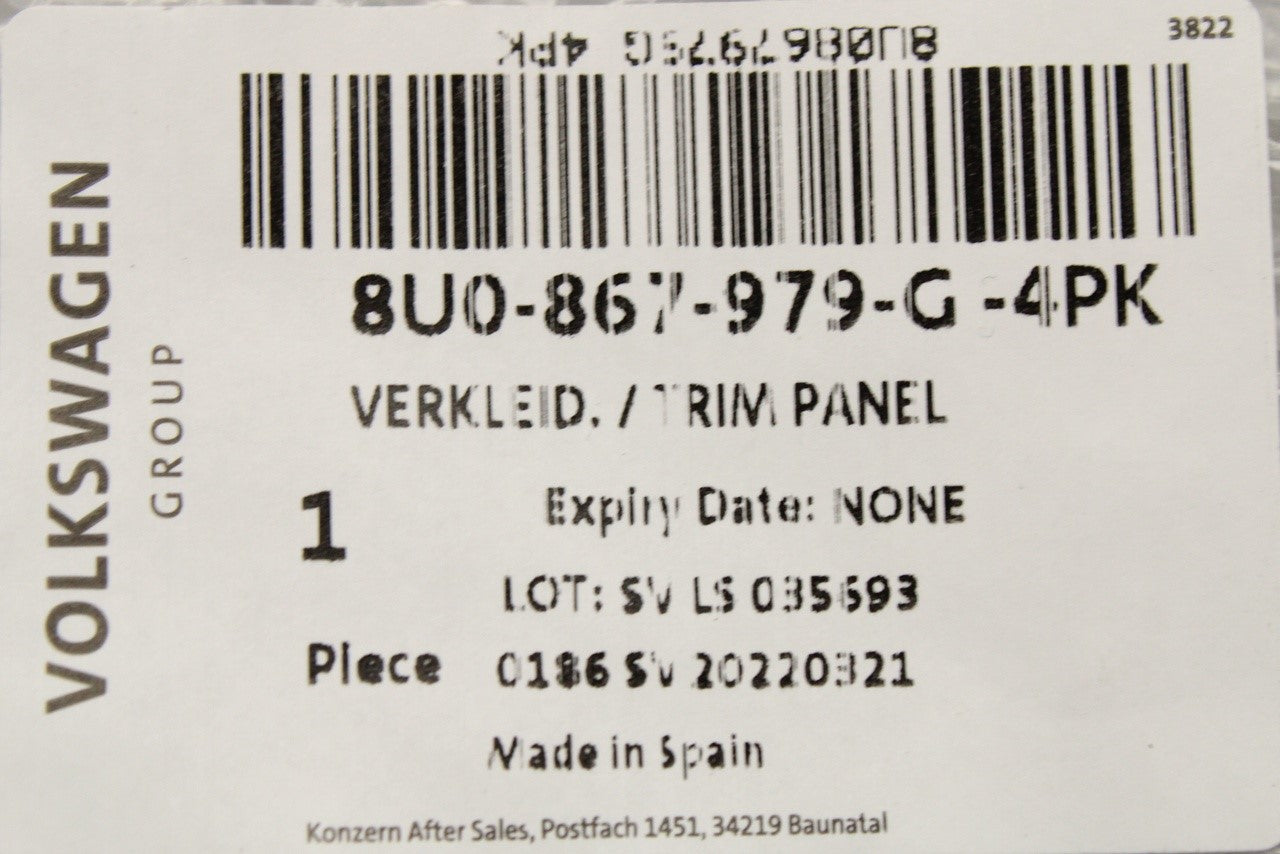 3822
8U0867979G 4PK
8U0-867-979-G -4PK
VERKLEID. / TRIM PANEL
1
Expiry Date: NONE
LOT: SV LS 035693
Piece
0186 SV 20220321
Made in Spain
Konzern After Sales, Postfach 1451, 34219 Baunatal
VOLKSWAGEN
GROUP